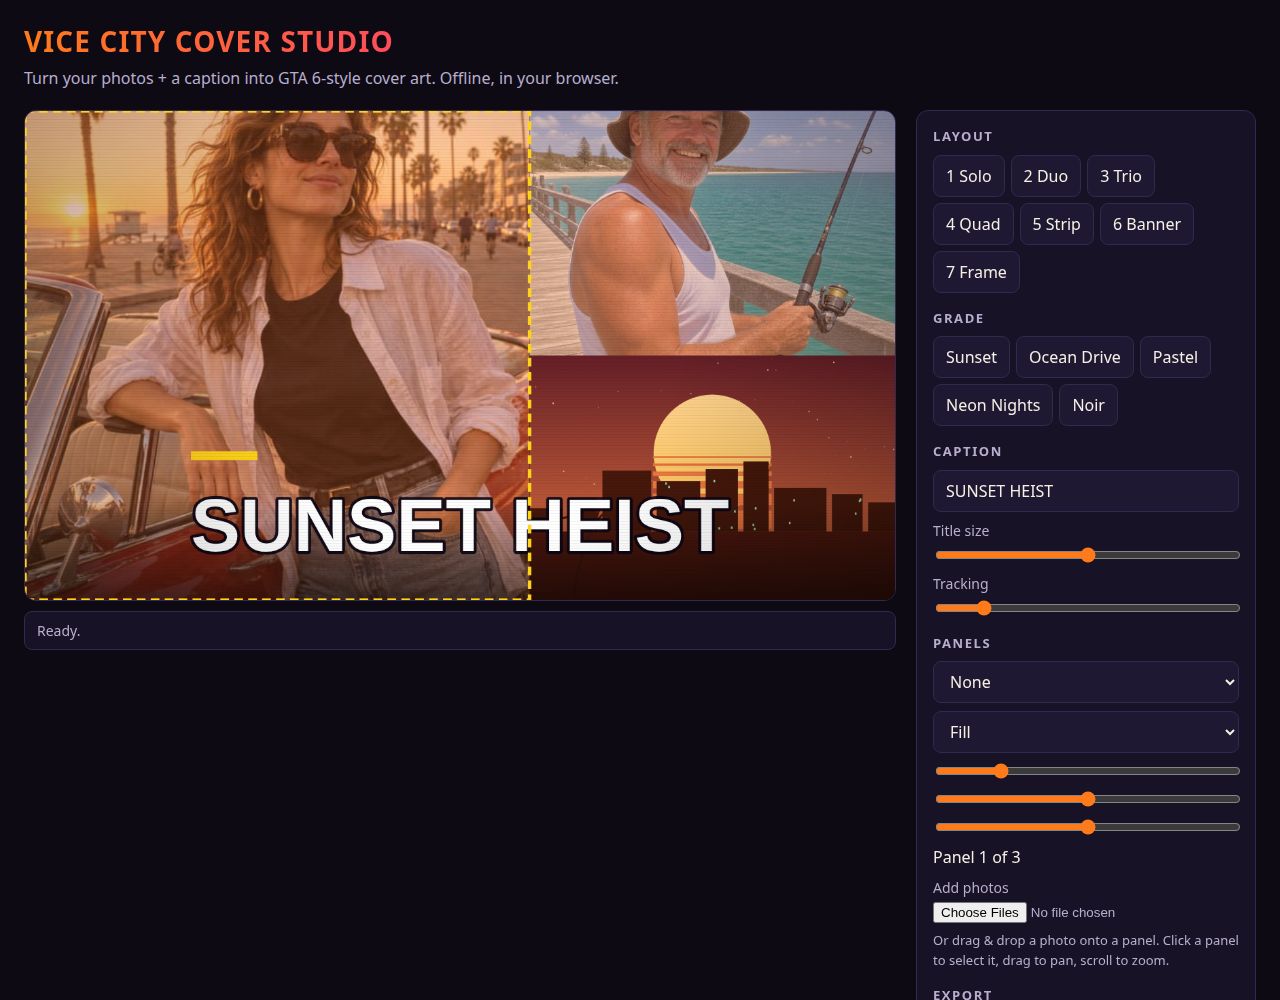 VICE CITY COVER STUDIO
Turn your photos + a caption into GTA 6-style cover art. Offline, in your browser.
SUNSET HEIST
Ready.
LAYOUT
1 Solo
2 Duo
3 Trio
4 Quad
5 Strip
6 Banner
7 Frame
GRADE
Sunset
Ocean Drive
Pastel
Neon Nights
Noir
CAPTION
SUNSET HEIST
Title size
Tracking
PANELS
None
Fill
Panel 1 of 3
Add photos
Choose Files No file chosen
Or drag & drop a photo onto a panel. Click a panel
to select it, drag to pan, scroll to zoom.
EXPORT